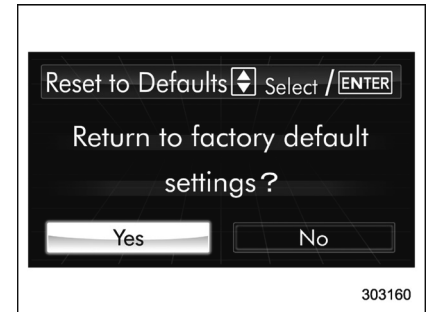 Reset to Defaults Select / ENTER
Return to factory default
settings?
Yes No
303160